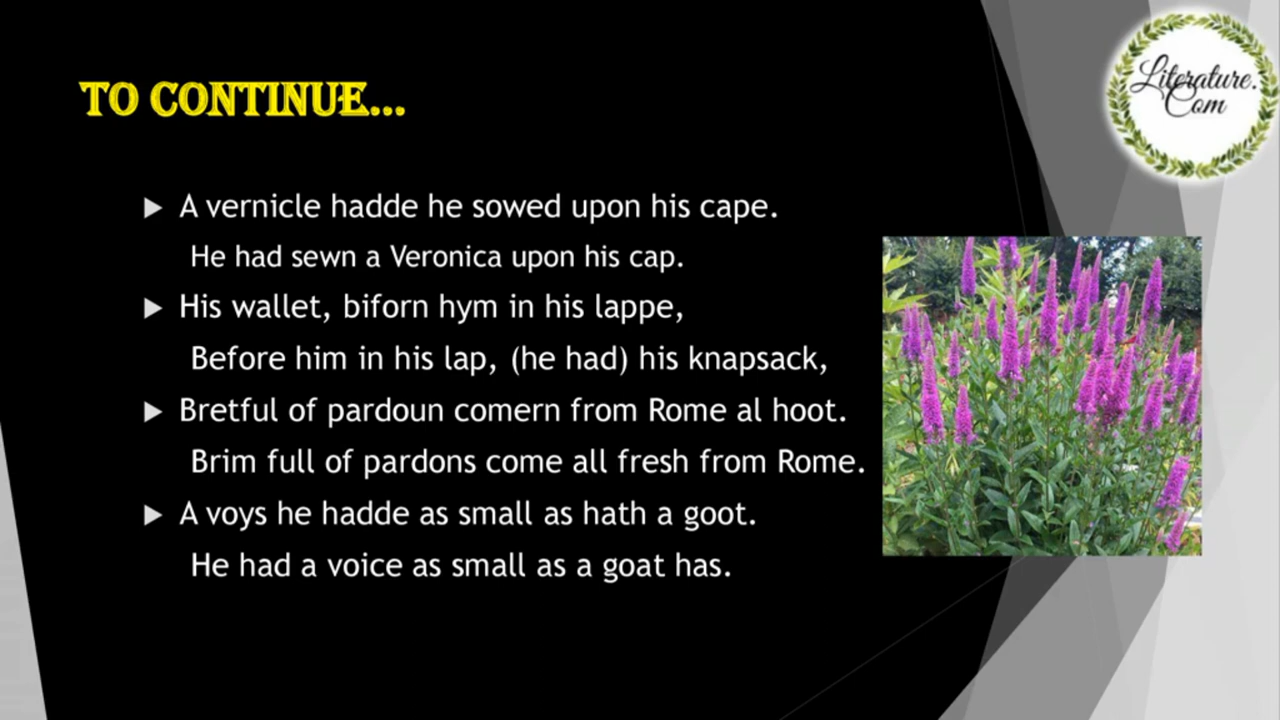 TO CONTINUE...
Literature.
Com
A vernicle hadde he sowed upon his cape.
He had sewn a Veronica upon his cap.
His wallet, biforn hym in his lappe,
Before him in his lap, (he had) his knapsack,
Bretful of pardoun comern from Rome al hoot.
Brim full of pardons come all fresh from Rome.
A voys he hadde as small as hath a goot.
He had a voice as small as a goat has.